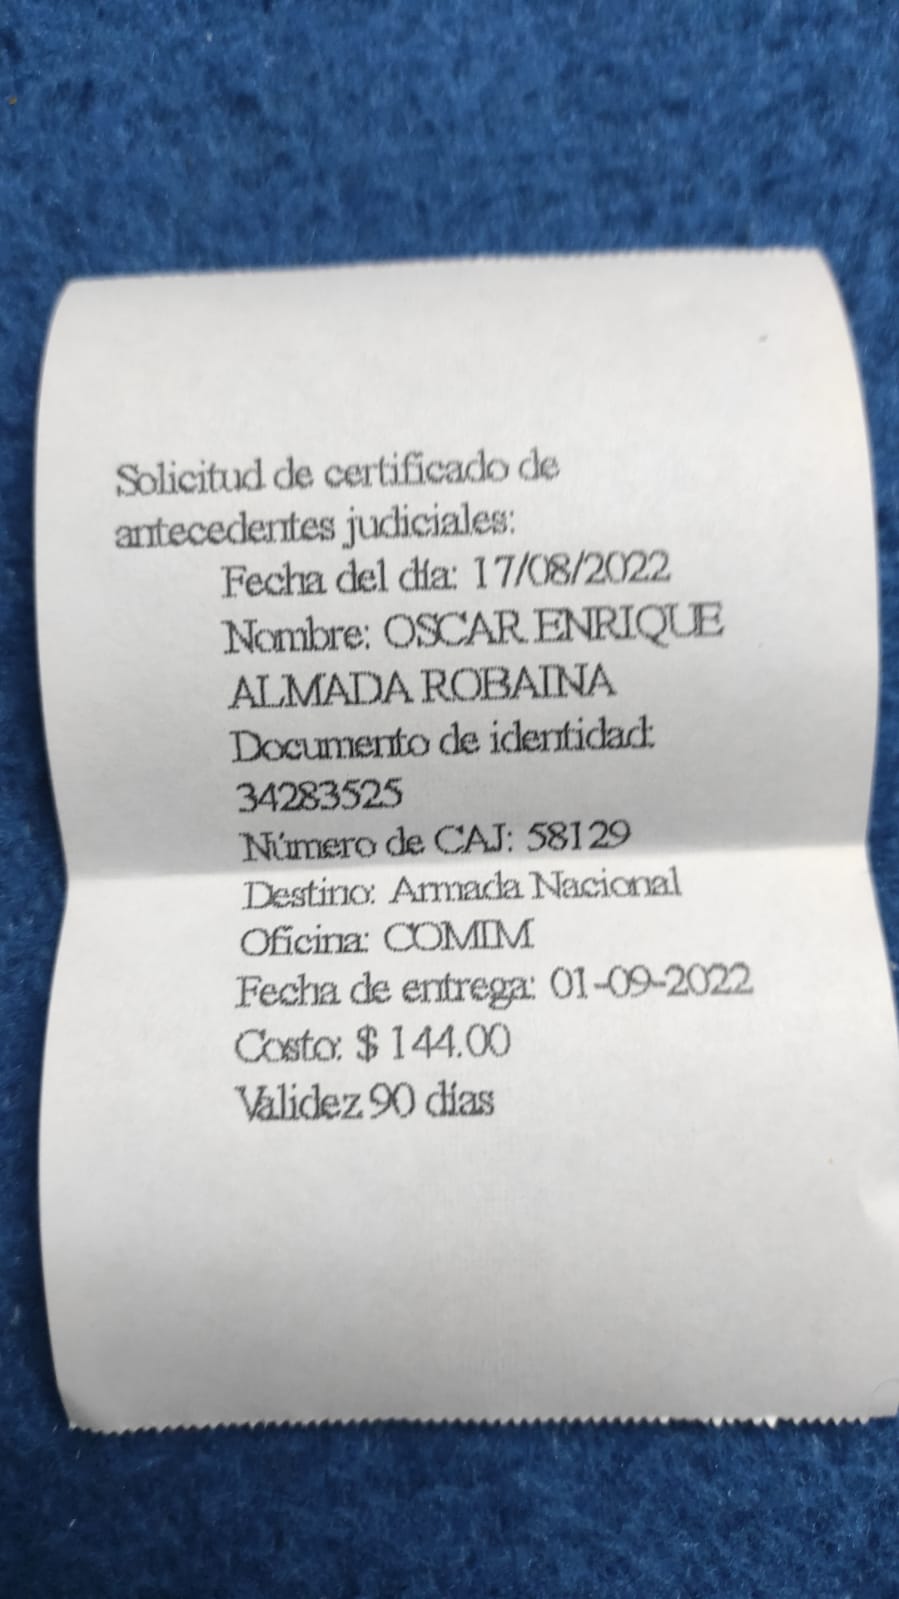 Solicitud de certificado de
antecedentes judiciales:
Fecha del día: 17/08/2022
Nombre: OSCAR ENRIQUE
ALMADA ROBAINA
Documento de identidad:
34283525
Número de CAJ: 58129
Destino: Armada Nacional
Oficina: COMIM
Fecha de entrega: 01-09-2022
Costo: $ 144.00
Validez 90 días